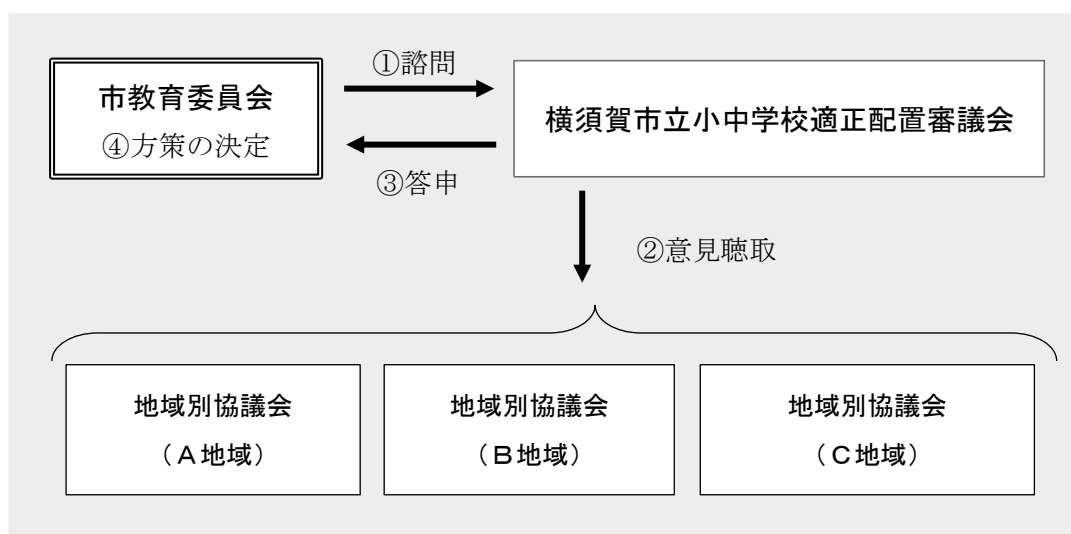 ①諮問
市教育委員会
④方策の決定
横須賀市立小中学校適正配置審議会
③答申
②意見聴取
地域別協議会
（Ａ地域）
地域別協議会
（Ｂ地域）
地域別協議会
（Ｃ地域）